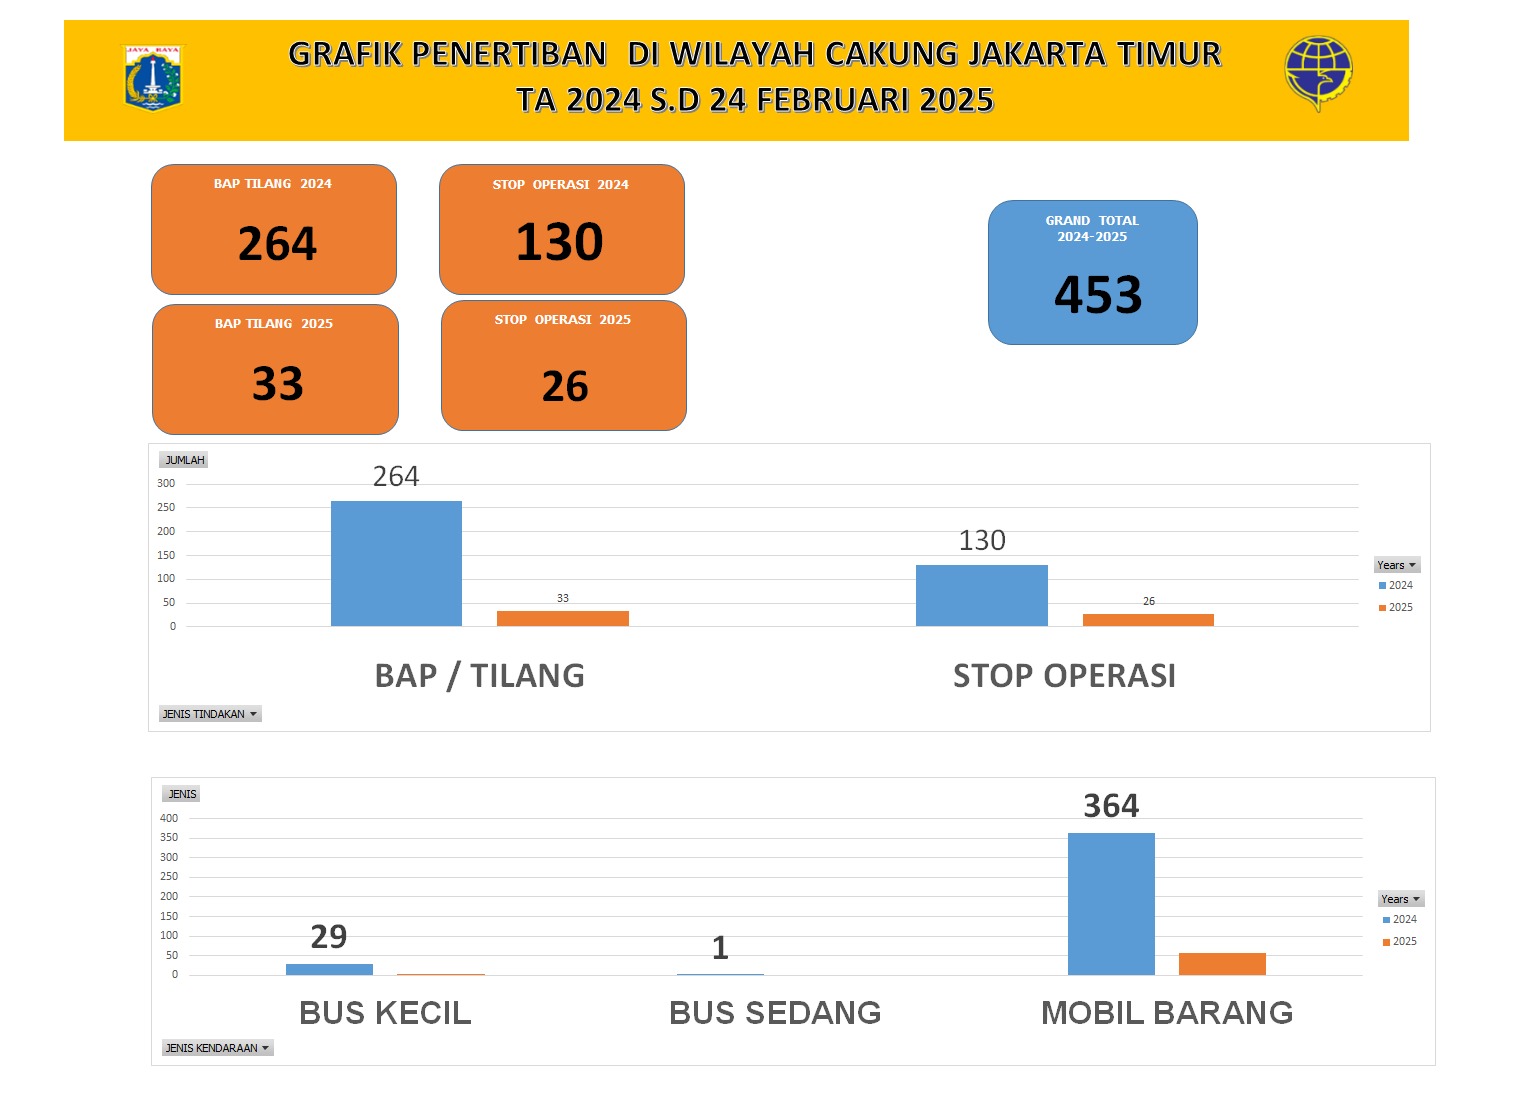 JAYA RAYA
GRAFIK PENERTIBAN DI WILAYAH CAKUNG JAKARTA TIMUR
TA 2024 S.D 24 FEBRUARI 2025
BAP TILANG 2024
264
STOP OPERASI 2024
130
GRAND TOTAL
2024-2025
453
BAP TILANG 2025
33
STOP OPERASI 2025
26
JUMLAH
264
130
33
26
300
250
200
150
100
50
0
BAP / TILANG
STOP OPERASI
Years
2024
2025
JENIS TINDAKAN
JENIS
29
1
364
400
350
300
250
200
150
100
50
0
BUS KECIL
BUS SEDANG
MOBIL BARANG
Years
2024
2025
JENIS KENDARAAN